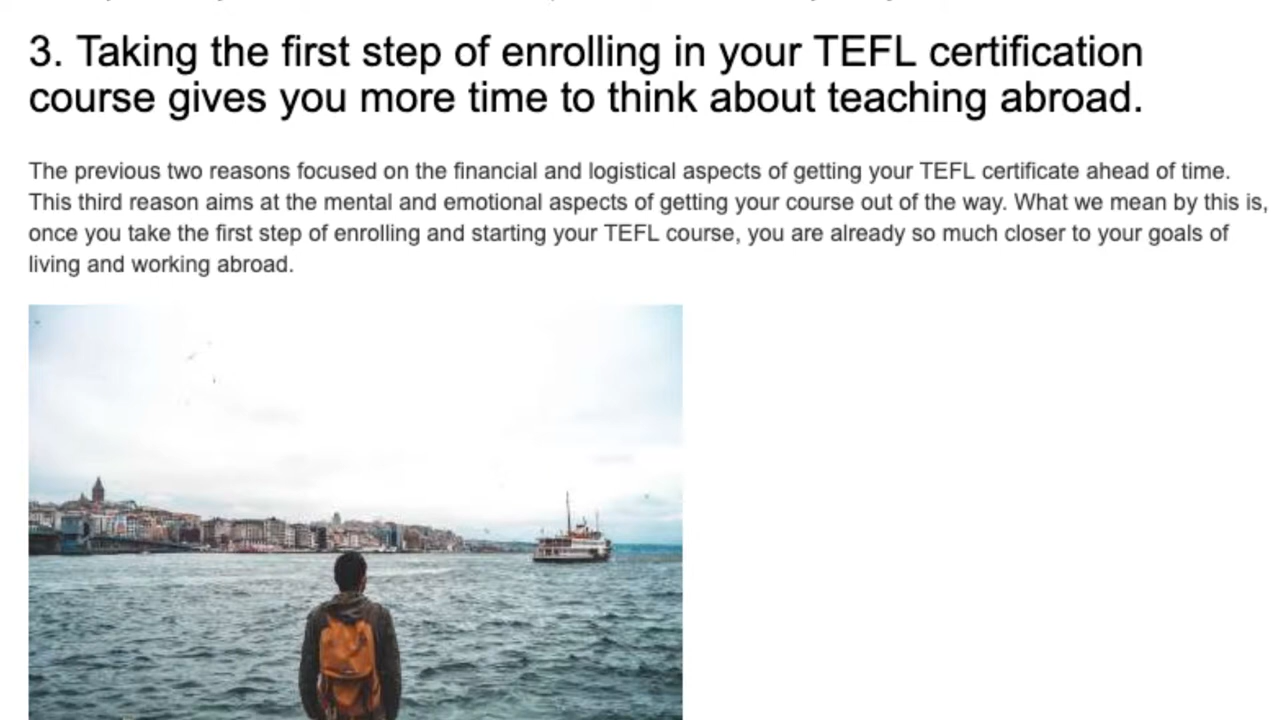 3. Taking the first step of enrolling in your TEFL certification
course gives you more time to think about teaching abroad.
The previous two reasons focused on the financial and logistical aspects of getting your TEFL certificate ahead of time.
This third reason aims at the mental and emotional aspects of getting your course out of the way. What we mean by this is,
once you take the first step of enrolling and starting your TEFL course, you are already so much closer to your goals of
living and working abroad.